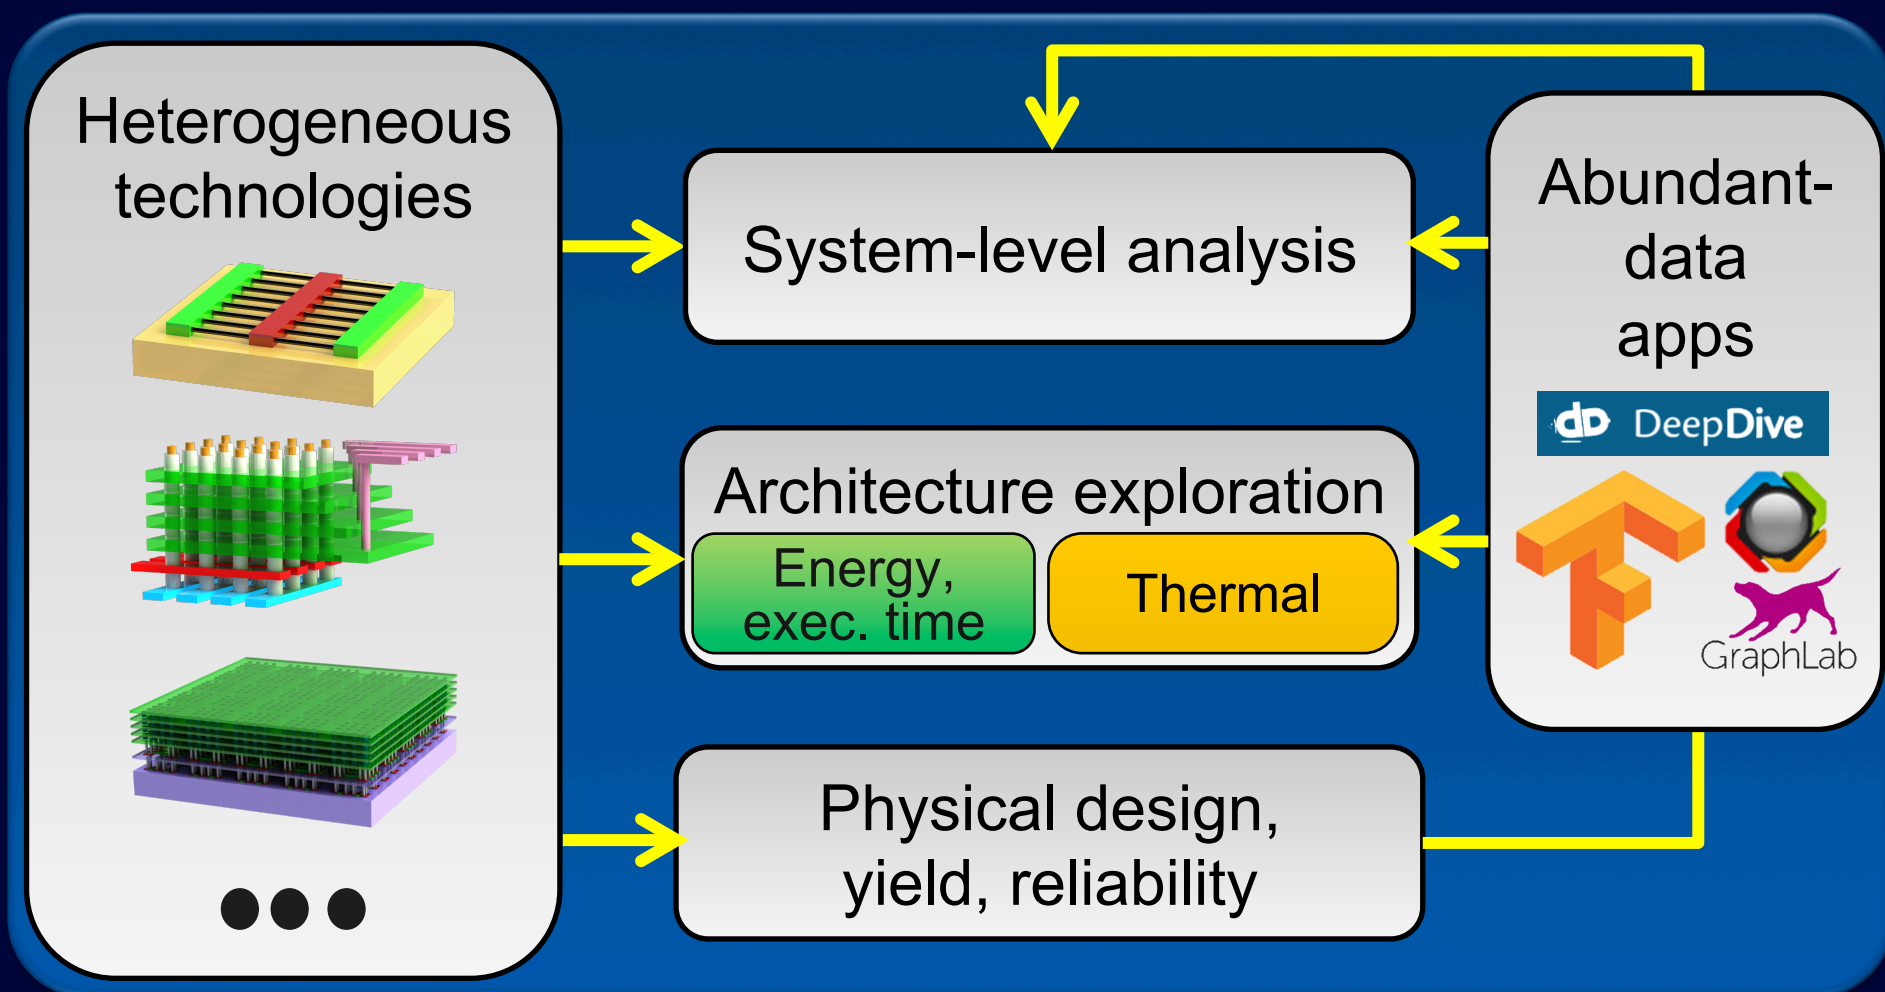 Heterogeneous
technologies
System-level analysis
Architecture exploration
Energy,
exec. time
Thermal
Physical design,
yield, reliability
Abundant-
data
apps
dD DeepDive
GraphLab